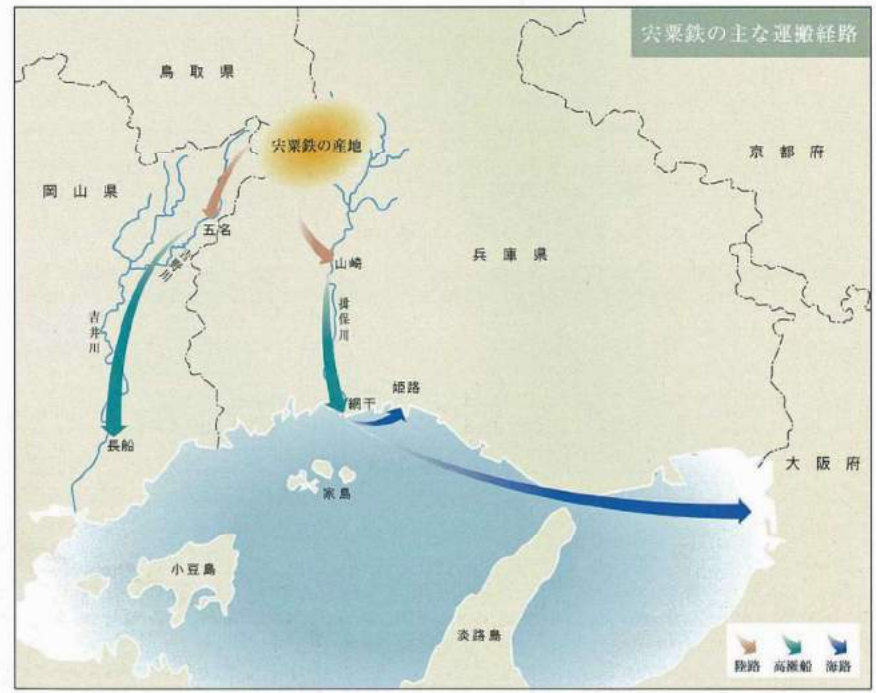 宍粟鉄の主な運搬経路
鳥取県
宍粟鉄の産地
京都府
岡山県
五名
吉野川
山崎
兵庫県
吉井川
揖保川
姫路
網干
長船
大阪府
家島
小豆島
淡路島
陸路
高瀬船
海路